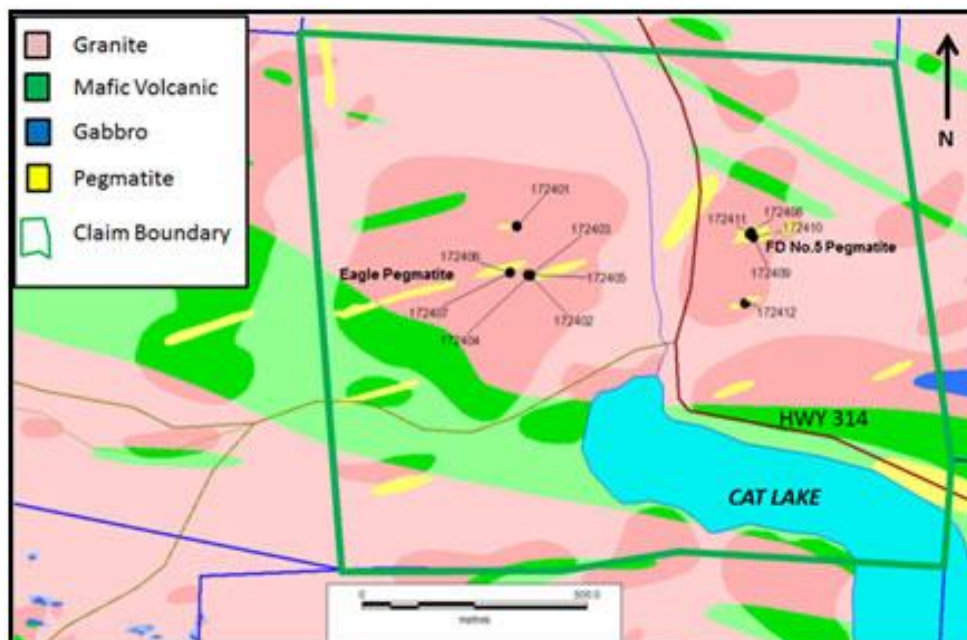 Granite
Mafic Volcanic
Gabbro
Pegmatite
Claim Boundary
N
172401
172403
172411
172408
172410
FD No.5 Pegmatite
172406
Eagle Pegmatite
172405
172409
172407
172404
172402
172412
HWY 314
CAT LAKE
0
500.0
metres